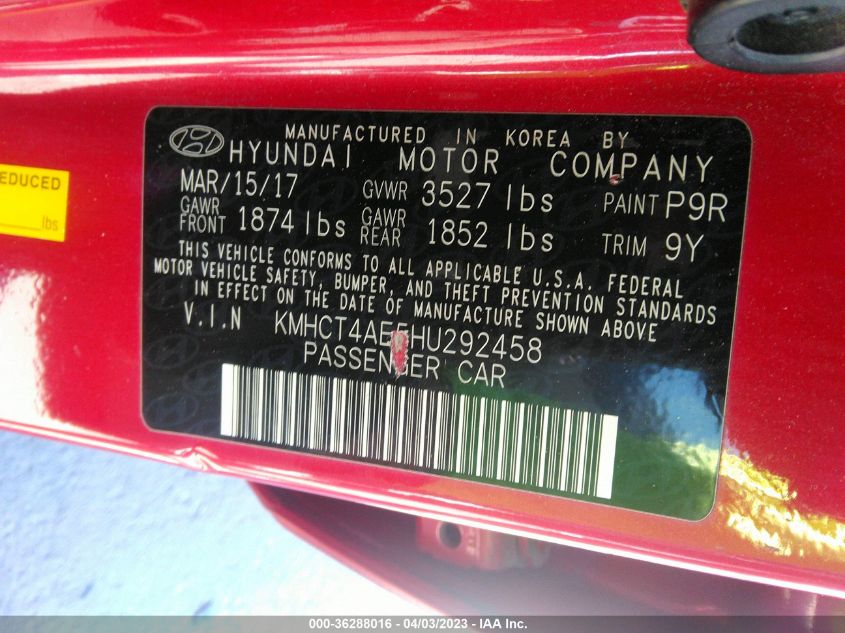 MANUFACTURED IN KOREA BY
HYUNDAI MOTOR COMPANY
MAR/15/17 GVWR 3527 lbs PAINT P9R
GAWR FRONT 1874 lbs GAWR REAR 1852 lbs TRIM 9Y
THIS VEHICLE CONFORMS TO ALL APPLICABLE U.S.A. FEDERAL
MOTOR VEHICLE SAFETY, BUMPER, AND THEFT PREVENTION STANDARDS
IN EFFECT ON THE DATE OF MANUFACTURE SHOWN ABOVE
V.I.N KMHCT4AE5HU292458
PASSENGER CAR
EDUCED
lbs
000-36288016 - 04/03/2023 - IAA Inc.